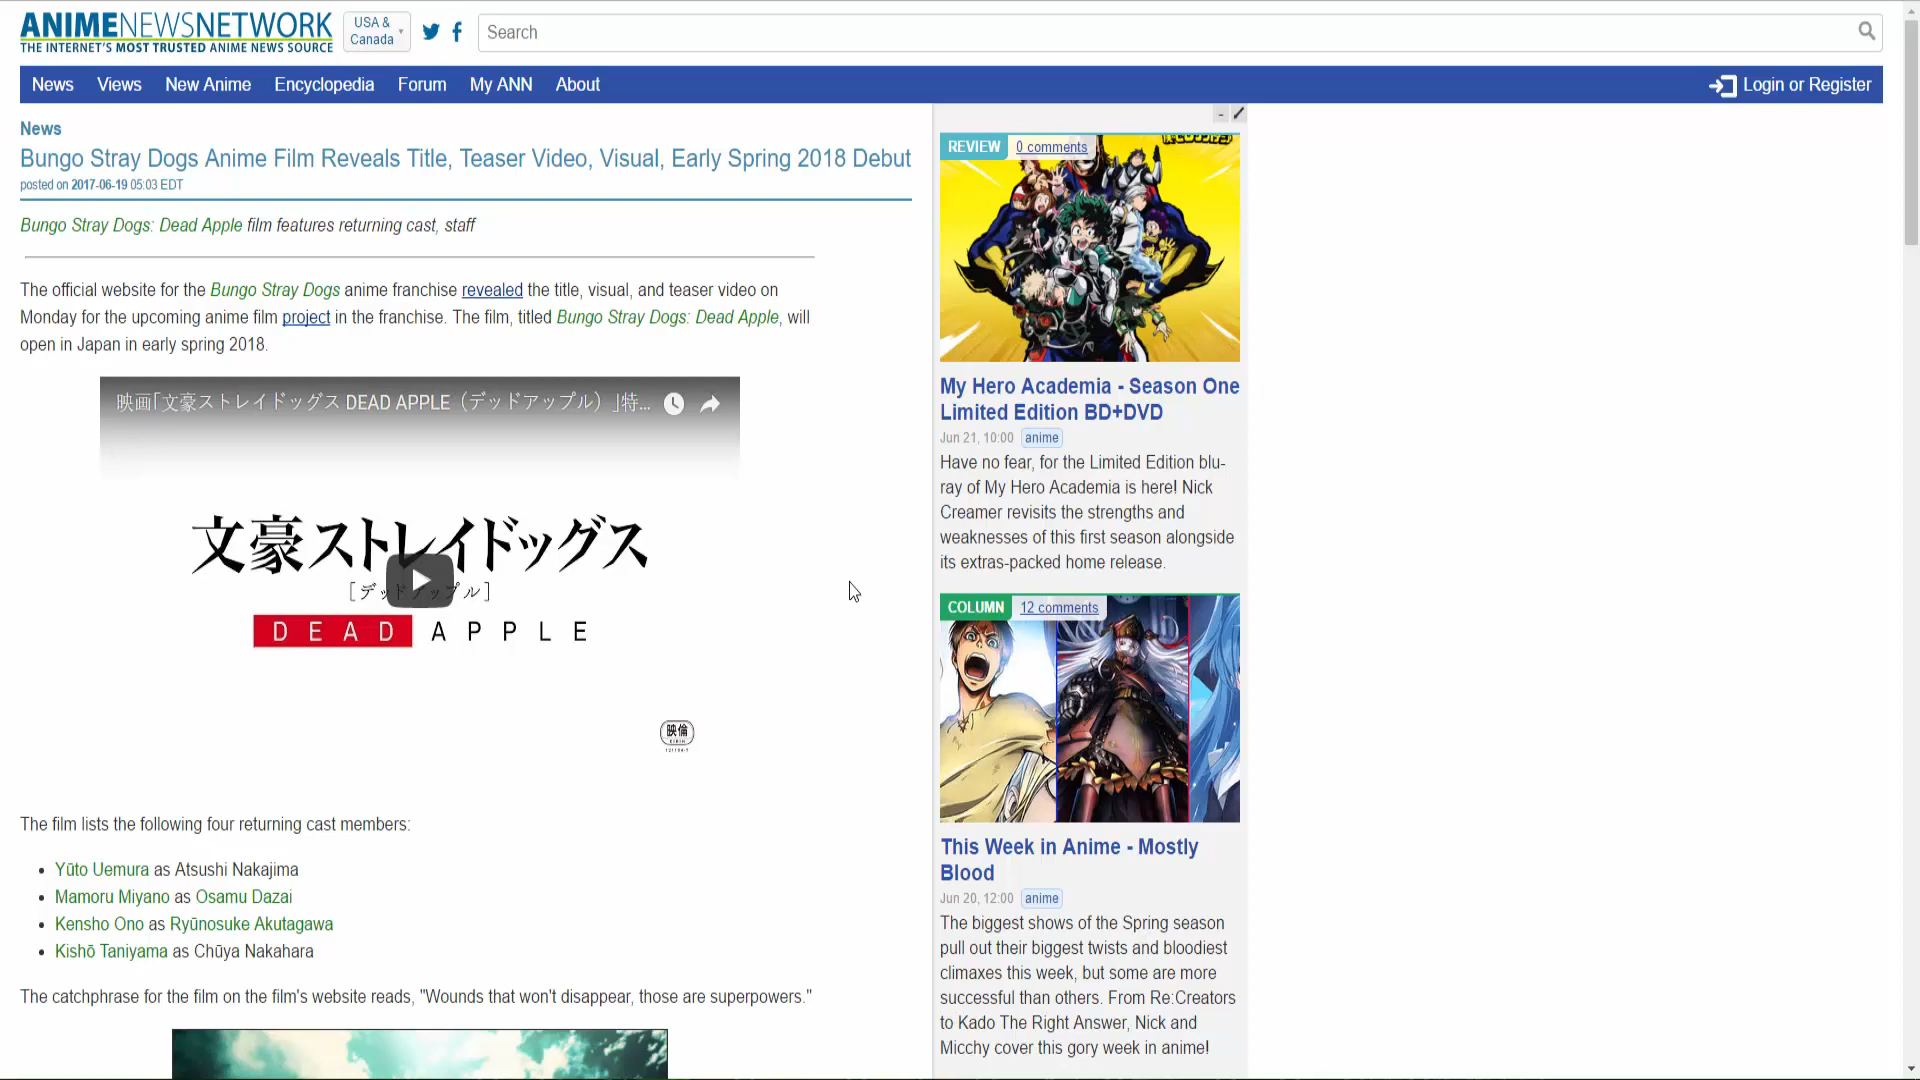 ANIMENEWSNETWORK
THE INTERNET'S MOST TRUSTED ANIME NEWS SOURCE
USA &
Canada
Search
News Views New Anime Encyclopedia Forum My ANN About
Login or Register
News
Bungo Stray Dogs Anime Film Reveals Title, Teaser Video, Visual, Early Spring 2018 Debut
posted on 2017-06-19 05:03 EDT
Bungo Stray Dogs: Dead Apple film features returning cast, staff
The official website for the Bungo Stray Dogs anime franchise revealed the title, visual, and teaser video on
Monday for the upcoming anime film project in the franchise. The film, titled Bungo Stray Dogs: Dead Apple, will
open in Japan in early spring 2018.
映画「文豪ストレイドッグス DEAD APPLE（デッドアップル）」特...
文豪ストレイドッグス
［デッドアップル］
DEAD APPLE
映倫
The film lists the following four returning cast members:
• Yūto Uemura as Atsushi Nakajima
• Mamoru Miyano as Osamu Dazai
• Kensho Ono as Ryūnosuke Akutagawa
• Kishō Taniyama as Chūya Nakahara
The catchphrase for the film on the film's website reads, "Wounds that won't disappear, those are superpowers."
REVIEW 0 comments
My Hero Academia - Season One
Limited Edition BD+DVD
Jun 21, 10:00 anime
Have no fear, for the Limited Edition blu-
ray of My Hero Academia is here! Nick
Creamer revisits the strengths and
weaknesses of this first season alongside
its extras-packed home release.
COLUMN 12 comments
This Week in Anime - Mostly
Blood
Jun 20, 12:00 anime
The biggest shows of the Spring season
pull out their biggest twists and bloodiest
climaxes this week, but some are more
successful than others. From Re:Creators
to Kado The Right Answer, Nick and
Micchy cover this gory week in anime!